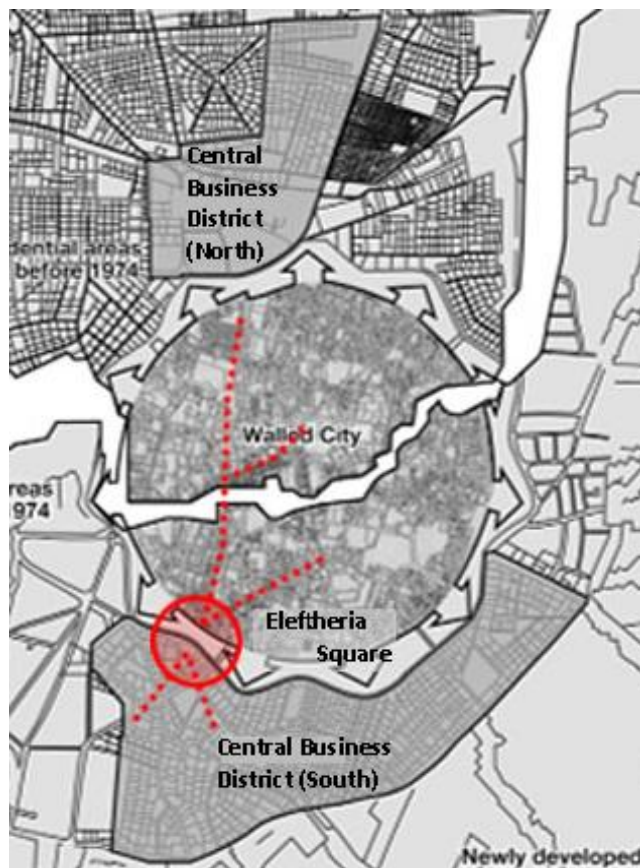 Central
Business
District
(North)
dential areas
before 1974
Walled City
reas
1974
Eleftheria
Square
Central Business
District (South)
Newly developed